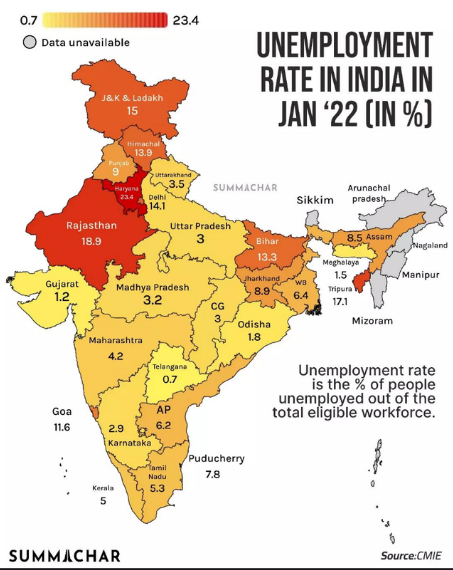 0.7 23.4
Data unavailable
UNEMPLOYMENT
RATE IN INDIA IN
JAN ‘22 (IN %)
J&K & Ladakh
15
Himachal
13.9
Punjab
9
Uttarakhand
3.5
Haryana
23.4
Delhi
14.1
SUMMACHAR
Sikkim
Arunachal
pradesh
Rajasthan
18.9
Uttar Pradesh
3
Bihar
13.3
8.5 Assam
Nagaland
Meghalaya
1.5
Manipur
Tripura
17.1
Mizoram
Gujarat
1.2
Madhya Pradesh
3.2
Jharkhand
8.9
WB
6.4
CG
3
Odisha
1.8
Maharashtra
4.2
Telangana
0.7
Unemployment rate
is the % of people
unemployed out of the
total eligible workforce.
Goa
11.6
AP
6.2
2.9
Karnataka
Puducherry
7.8
Tamil
Nadu
5.3
Kerala
5
SUMMACHAR
Source:CMIE